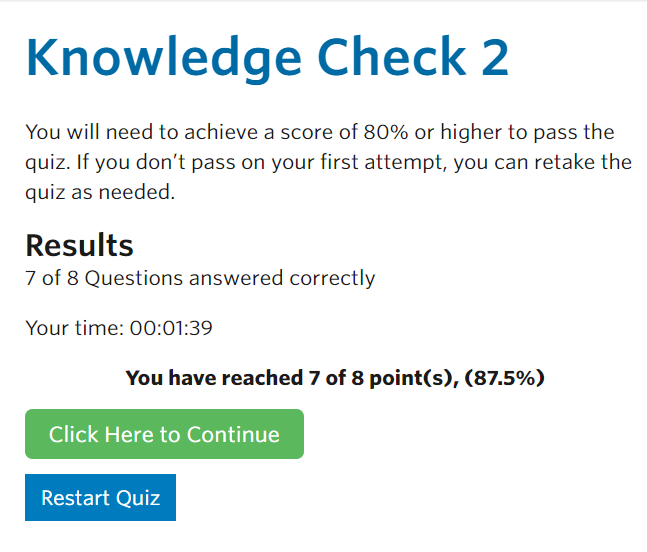 Knowledge Check 2
You will need to achieve a score of 80% or higher to pass the
quiz. If you don’t pass on your first attempt, you can retake the
quiz as needed.
Results
7 of 8 Questions answered correctly
Your time: 00:01:39
You have reached 7 of 8 point(s), (87.5%)
Click Here to Continue
Restart Quiz